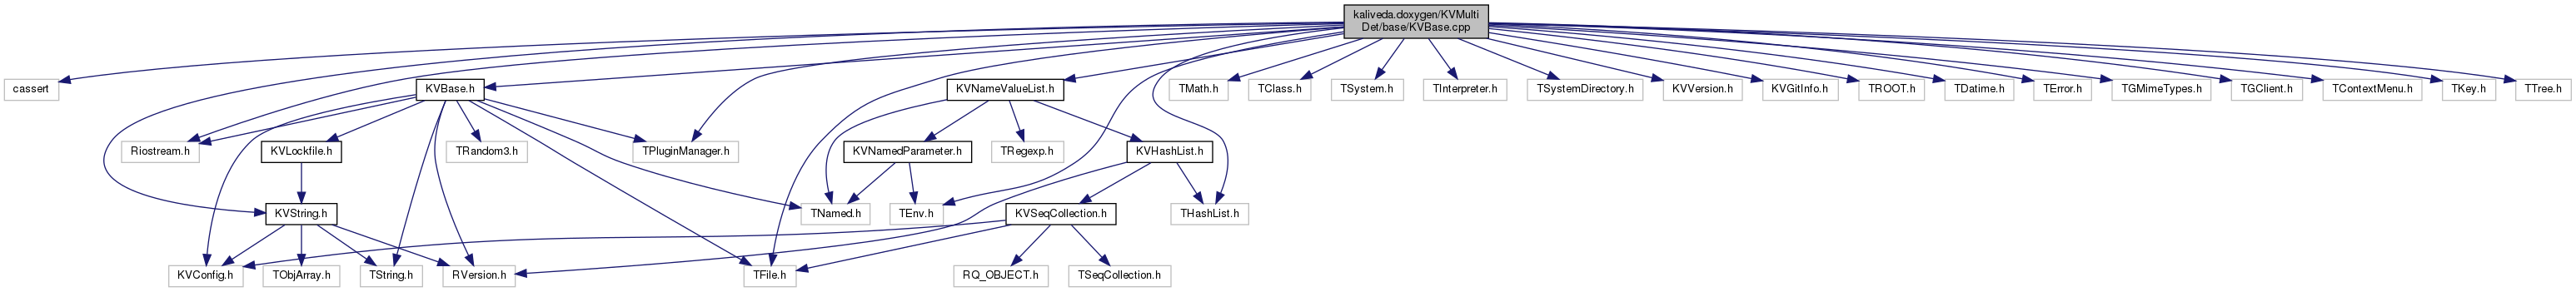 kaliveda.doxygen/KVMulti
Det/base/KVBase.cpp
cassert
KVBase.h
KVNameValueList.h
TMath.h
TClass.h
TSystem.h
TInterpreter.h
TSystemDirectory.h
KVVersion.h
KVGitInfo.h
TROOT.h
TDatime.h
TError.h
TGMimeTypes.h
TGClient.h
TContextMenu.h
TKey.h
TTree.h
Riostream.h
KVLockfile.h
TRandom3.h
TPluginManager.h
KVNamedParameter.h
TRegexp.h
KVHashList.h
KVString.h
TNamed.h
TEnv.h
KVSeqCollection.h
THashList.h
KVConfig.h
TObjArray.h
TString.h
RVersion.h
TFile.h
RQ_OBJECT.h
TSeqCollection.h